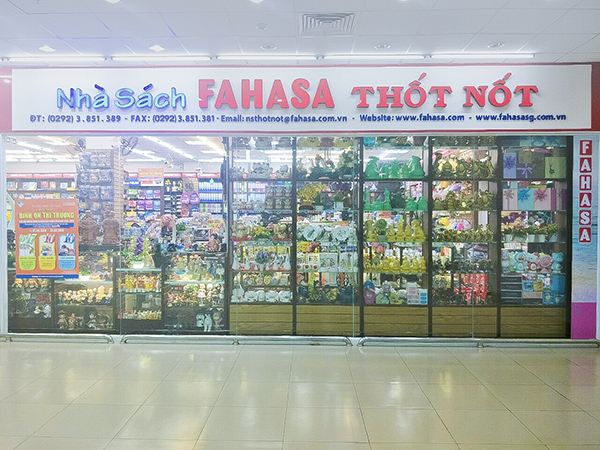 Nhà Sách FAHASA THỐT NỐT
ĐT: (0292) 3.851.389 - FAX: (0292) 3.851.381 - Email: nsthotnot@fahasa.com.vn - Website: www.fahasa.com - www.fahasasg.com.vn
FAHASA
BÌNH ỔN THỊ TRƯỜNG